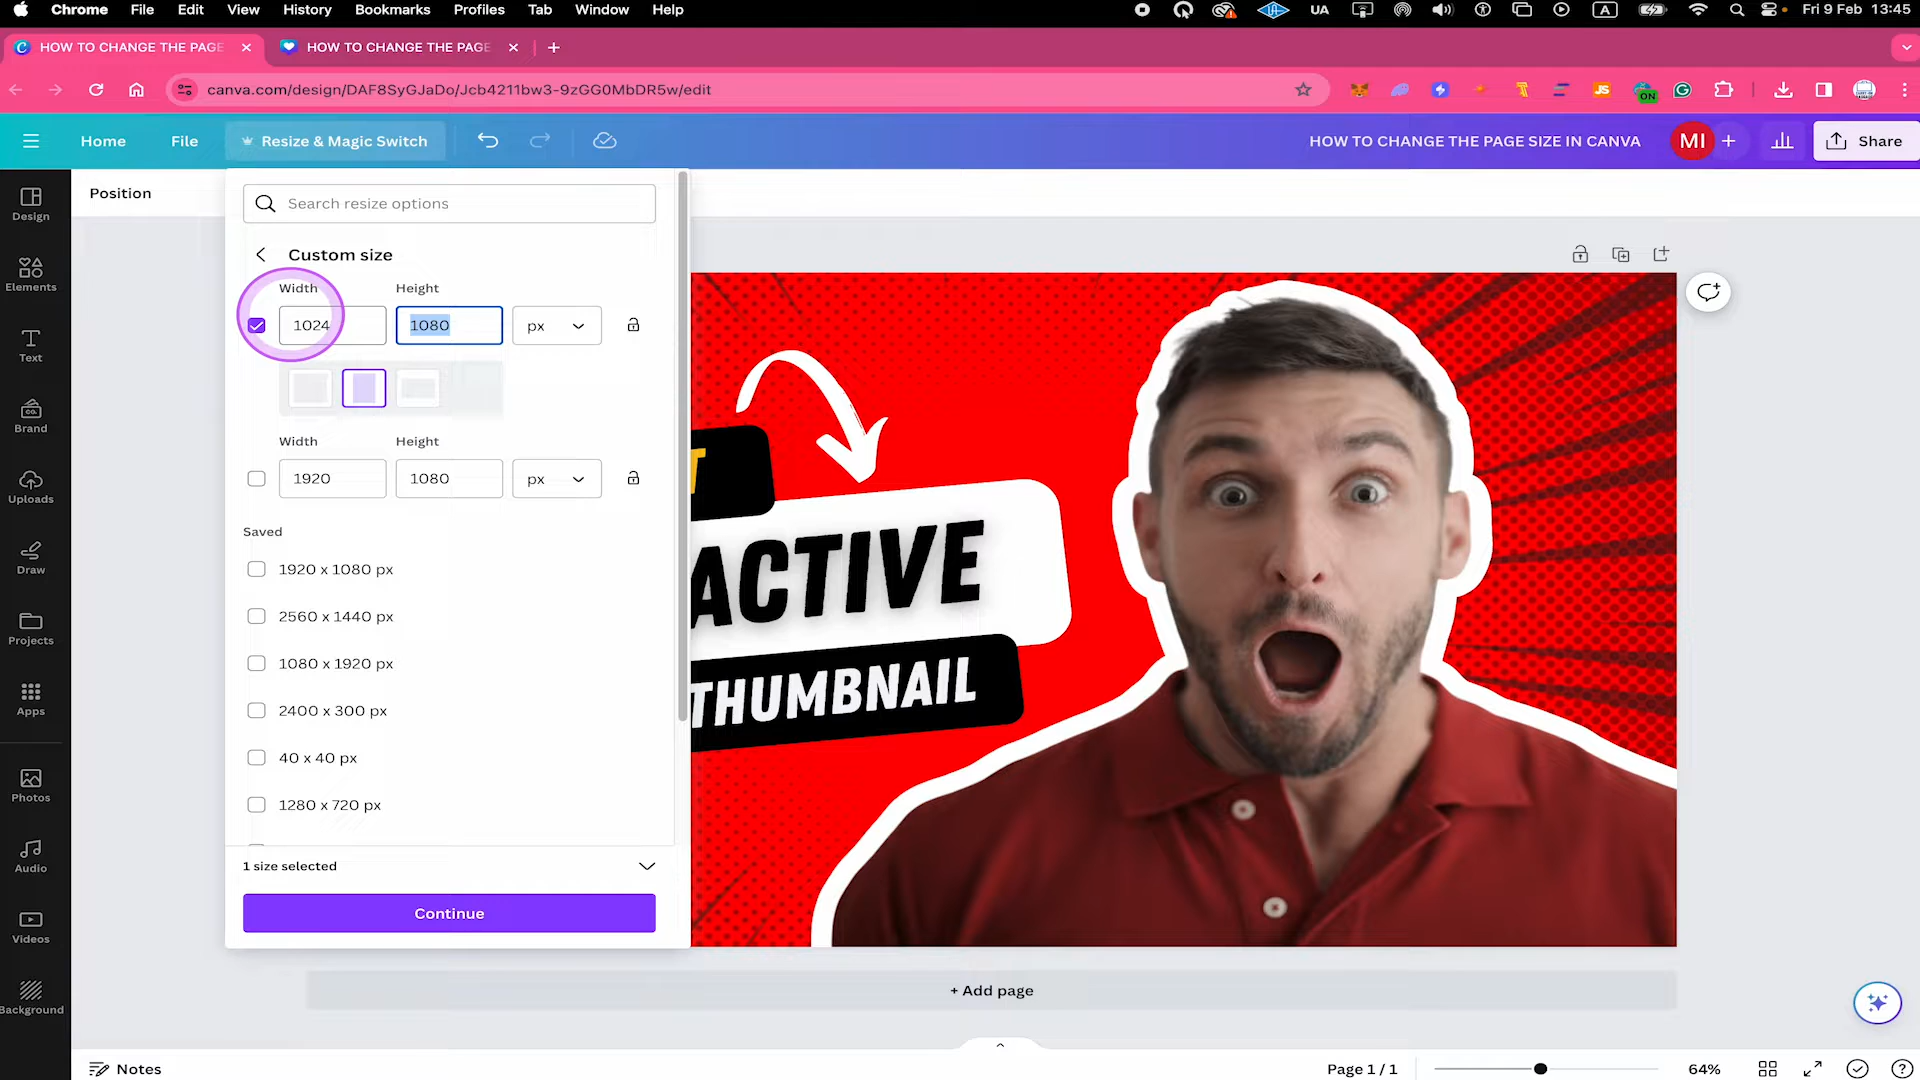 Chrome File Edit View History Bookmarks Profiles Tab Window Help UA A Fri 9 Feb 13:45
HOW TO CHANGE THE PAGE HOW TO CHANGE THE PAGE
canva.com/design/DAF8SyGJaDo/Jcb4211bw3-9zGG0MbDR5w/edit JS ON
Home File Resize & Magic Switch HOW TO CHANGE THE PAGE SIZE IN CANVA MI Share
Position
Design
Elements
Text
Brand
Uploads
Draw
Projects
Apps
Photos
Audio
Videos
Background
Search resize options
Custom size
Width Height
1024 1080 px
Width Height
1920 1080 px
Saved
1920 x 1080 px
2560 x 1440 px
1080 x 1920 px
2400 x 300 px
40 x 40 px
1280 x 720 px
1 size selected
Continue
T
ACTIVE
THUMBNAIL
+ Add page
Notes Page 1 / 1 64%